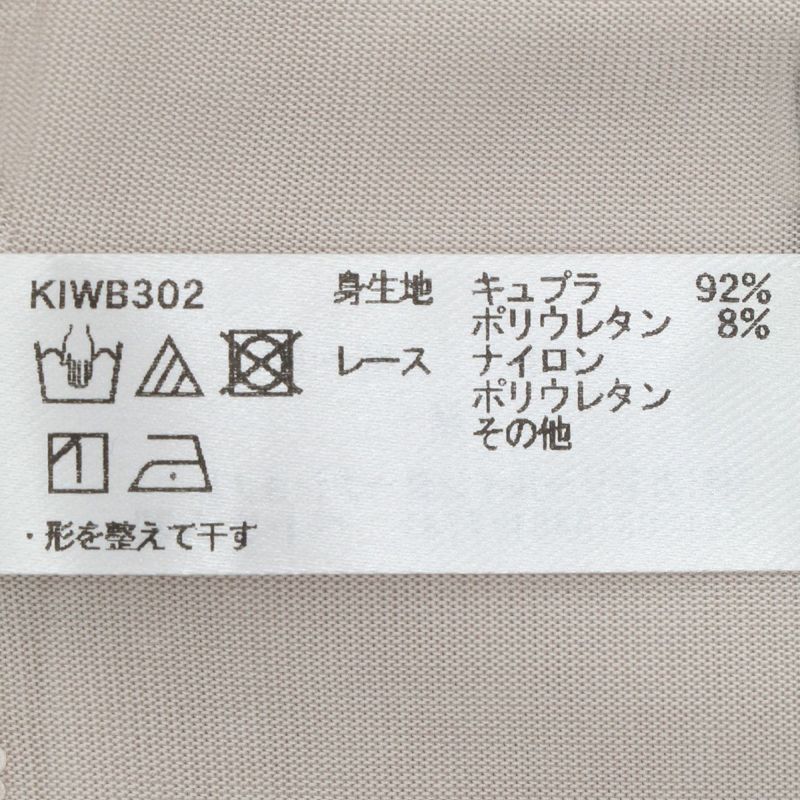 KIWB302
身生地 キュプラ 92%
ポリウレタン 8%
レース ナイロン
ポリウレタン
その他
・形を整えて干す